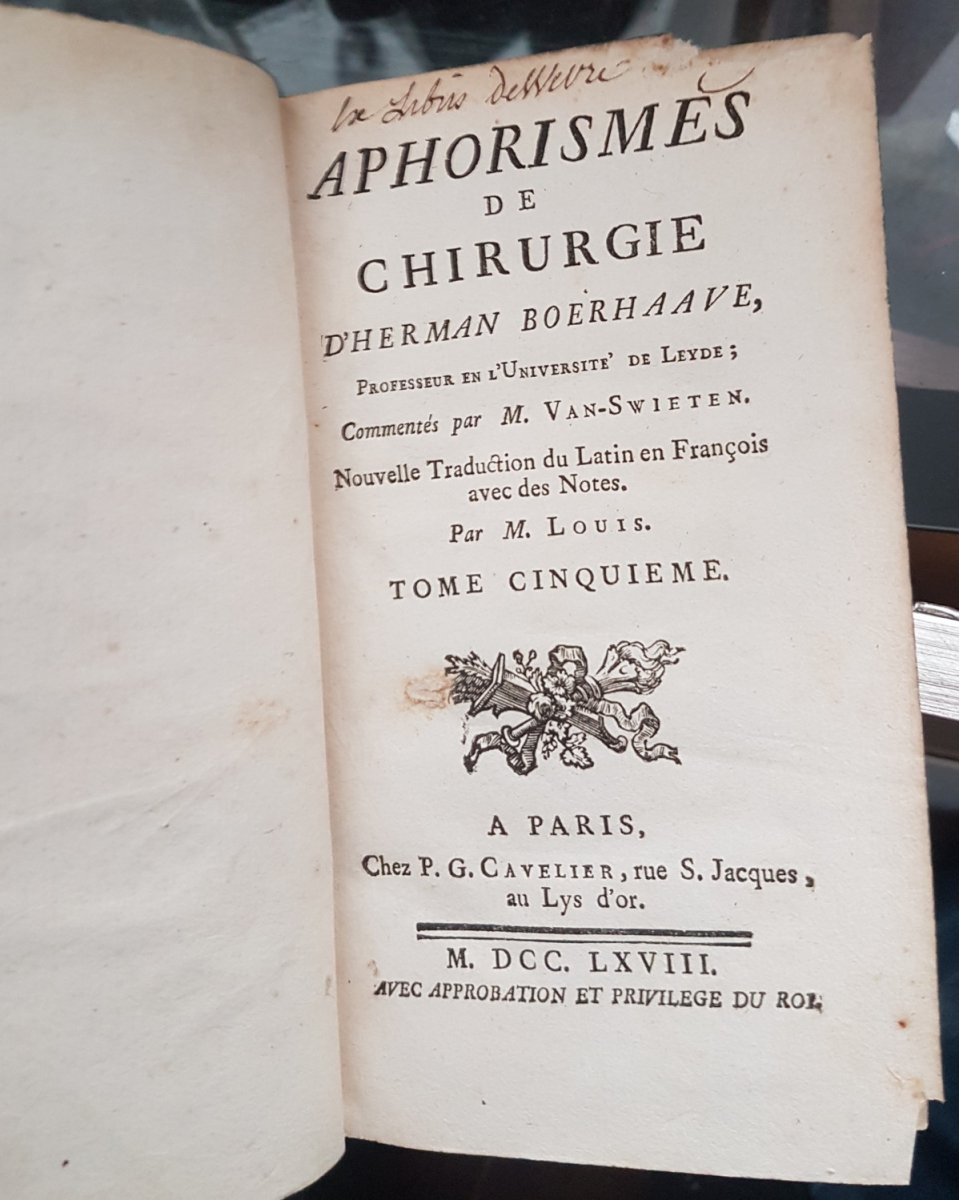 ex Libris deWevre
APHORISMES
DE
CHIRURGIE
D'HERMAN BOERHAAVE,
PROFESSEUR EN L'UNIVERSITE' DE LEYDE ;
Commentés par M. VAN-SWIETEN.
Nouvelle Traduction du Latin en François
avec des Notes.
Par M. LOUIS.
TOME CINQUIEME.
A PARIS,
Chez P. G. CAVELIER, rue S. Jacques,
au Lys d'or.
M. DCC. LXVIII.
AVEC APPROBATION ET PRIVILEGE DU ROI.